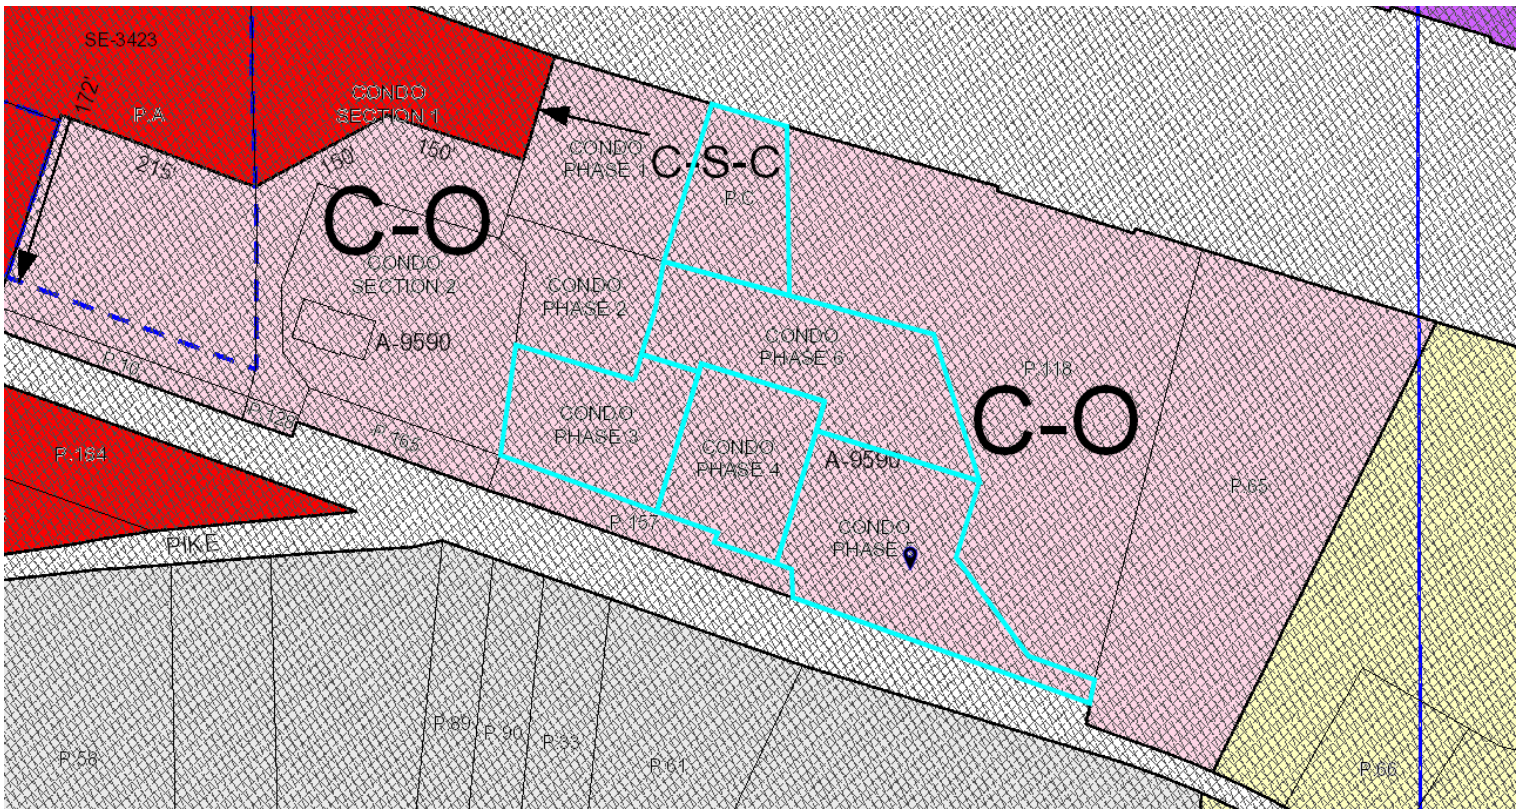 SE-3423
172'
P.A
CONDO
SECTION 1
215'
150'
150'
CONDO
PHASE 1
C-S-C
P.C
C-O
CONDO
SECTION 2
A-9590
CONDO
PHASE 2
CONDO
PHASE 6
P.118
C-O
P.10
P.128
P.765
CONDO
PHASE 3
CONDO
PHASE 4
A-9590
P.65
P.184
P.157
CONDO
PHASE 5
PIKE
P.58
P.89
P.90
P.33
P.61
P.66